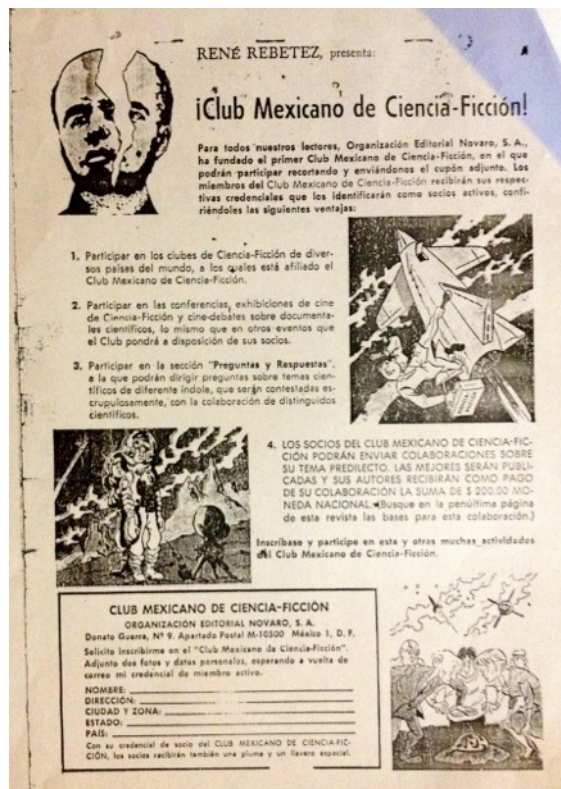 RENÉ REBETEZ, presenta:
¡Club Mexicano de Ciencia-Ficción!
Para todos nuestros lectores, Organización Editorial Novaro, S. A.,
ha fundado el primer Club Mexicano de Ciencia-Ficción, en el que
podrán participar recortando y enviándonos el cupón adjunto. Los
miembros del Club Mexicano de Ciencia-Ficción recibirán sus respec-
tivas credenciales que los identificarán como socios activos, confi-
riéndoles las siguientes ventajas:
1. Participar en los clubes de Ciencia-Ficción de diver-
sos países del mundo, a los cuales está afiliado el
Club Mexicano de Ciencia-Ficción.
2. Participar en las conferencias, exhibiciones de cine
de Ciencia-Ficción y cine-debates sobre documenta-
les científicos, lo mismo que en otros eventos que
el Club pondrá a disposición de sus socios.
3. Participar en la sección "Preguntas y Respuestas",
a la que podrán dirigir preguntas sobre temas cien-
tíficos de diferente índole, que serán contestadas es-
crupulosamente, con la colaboración de distinguidos
científicos.
4. LOS SOCIOS DEL CLUB MEXICANO DE CIENCIA-FIC-
CIÓN PODRÁN ENVIAR COLABORACIONES SOBRE
SU TEMA PREDILECTO. LAS MEJORES SERÁN PUBLI-
CADAS Y SUS AUTORES RECIBIRÁN COMO PAGO
DE SU COLABORACIÓN LA SUMA DE $ 200.00 MO-
NEDA NACIONAL. (Busque en la penúltima página
de esta revista las bases para esta colaboración.)
Inscríbase y participe en esta y otras muchas actividades
del Club Mexicano de Ciencia-Ficción.
CLUB MEXICANO DE CIENCIA-FICCIÓN
ORGANIZACIÓN EDITORIAL NOVARO, S. A.
Donato Guerra, Nº 9. Apartado Postal M-10500 México 1, D. F.
Solicito inscribirme en el "Club Mexicano de Ciencia-Ficción".
Adjunto dos fotos y datos personales, esperando a vuelta de
correo mi credencial de miembro activo.
NOMBRE:
DIRECCIÓN:
CIUDAD Y ZONA:
ESTADO:
PAÍS:
Con su credencial de socio del CLUB MEXICANO DE CIENCIA-FIC-
CIÓN, los socios recibirán también una pluma y un llavero espacial.